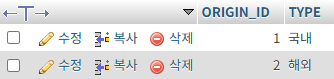 ORIGIN_ID TYPE
수정 복사 삭제 1 국내
수정 복사 삭제 2 해외